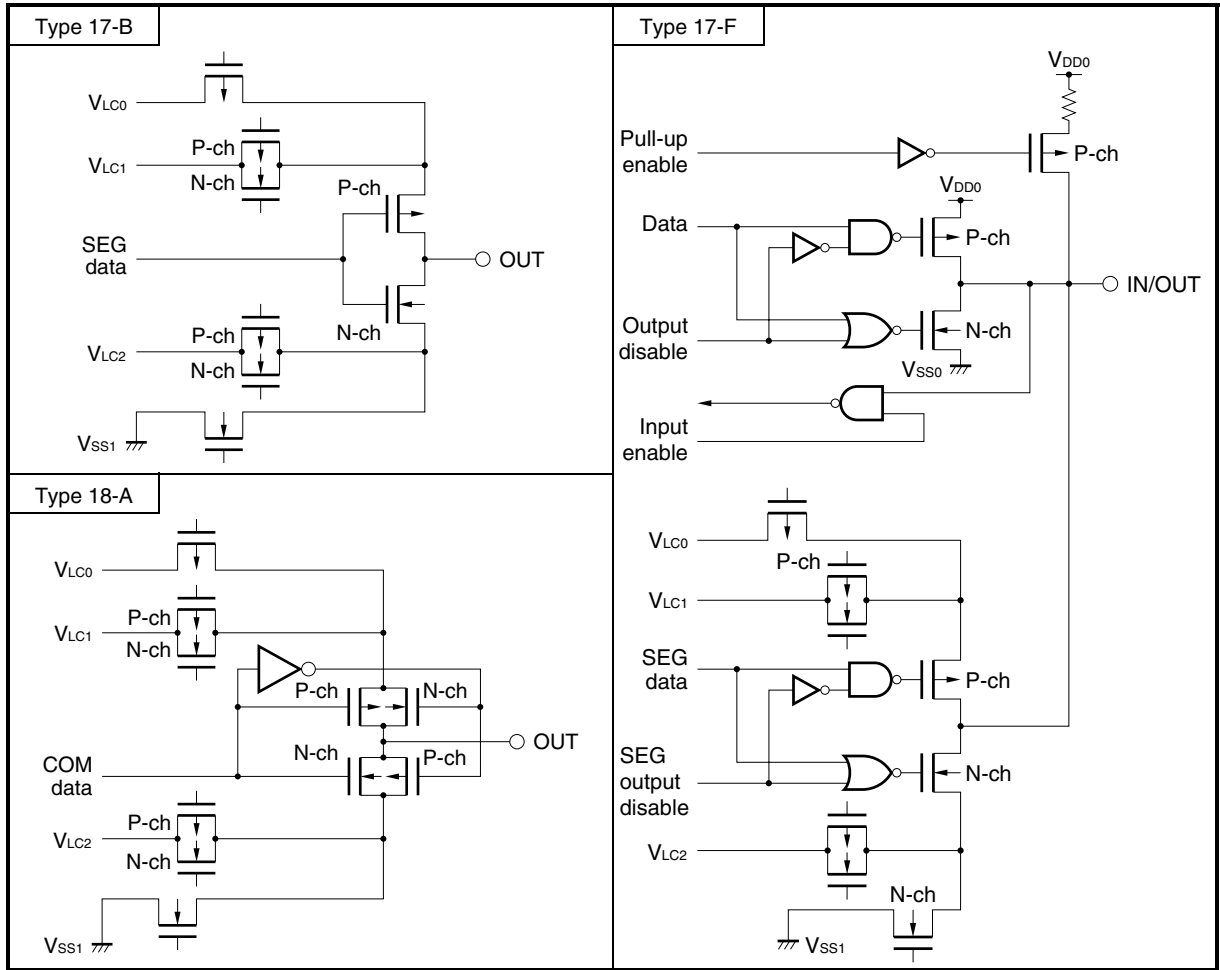 Type 17-B
VLC0
P-ch
VLC1
N-ch
P-ch
SEG
data
OUT
P-ch
N-ch
VLC2
N-ch
VSS1
Type 18-A
VLC0
P-ch
VLC1
N-ch
P-ch
N-ch
OUT
N-ch
P-ch
COM
data
P-ch
VLC2
N-ch
VSS1
Type 17-F
VDD0
Pull-up
enable
P-ch
VDD0
Data
P-ch
IN/OUT
Output
disable
N-ch
VSS0
Input
enable
VLC0
P-ch
VLC1
SEG
data
P-ch
SEG
output
disable
N-ch
VLC2
N-ch
VSS1